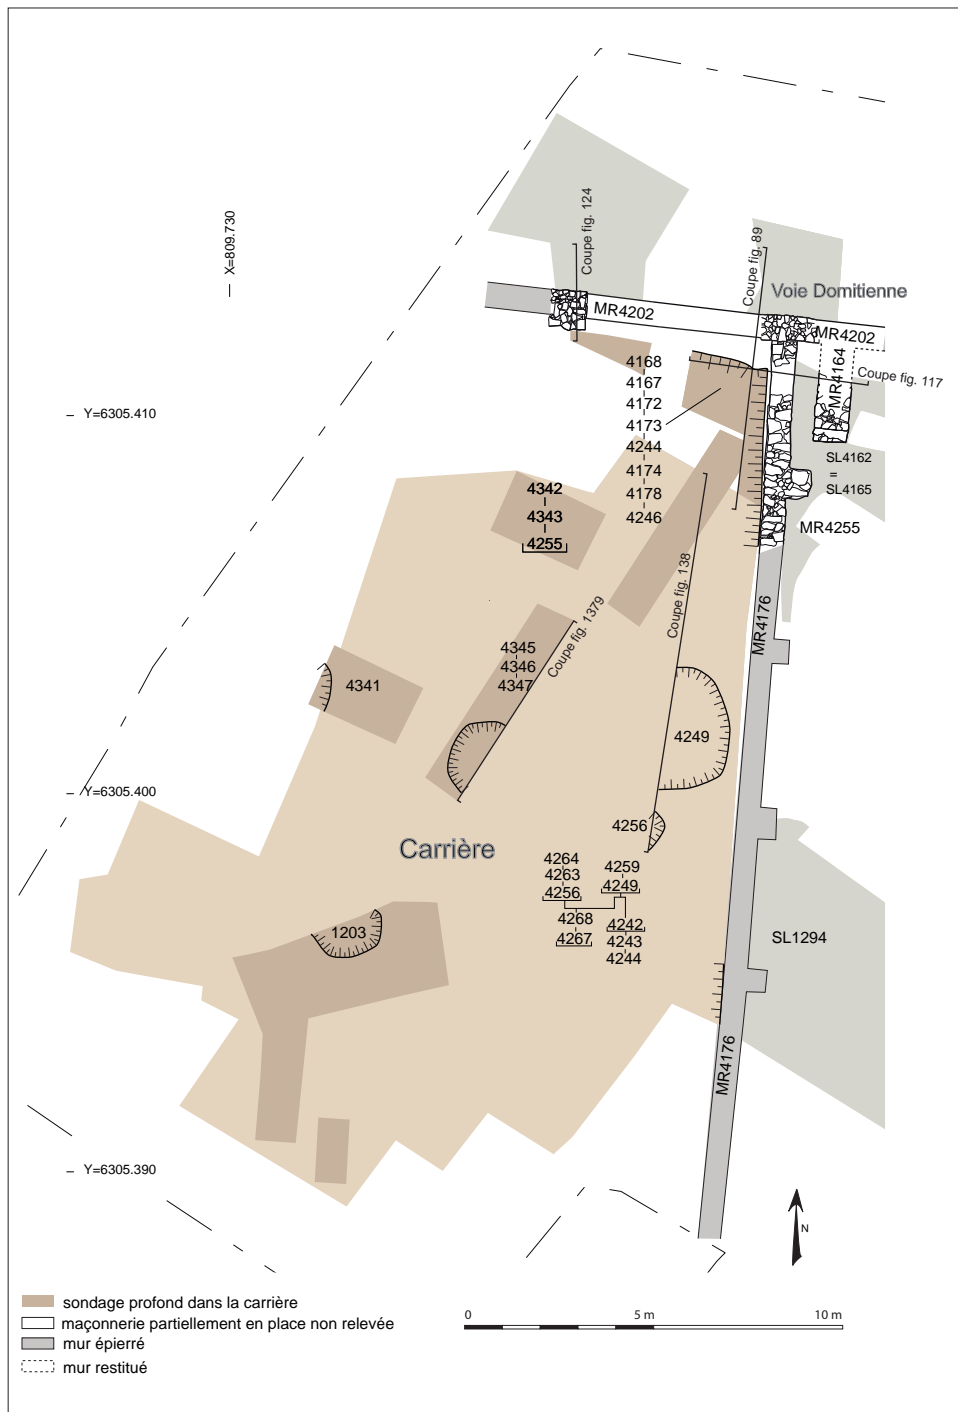 X=809.730
Coupe fig. 124
Coupe fig. 89
Voie Domitienne
MR4202
MR4202
MR4164
Coupe fig. 117
Y=6305.410
4168
4167
4172
4173
4244
4174
4178
4246
SL4162
=
SL4165
MR4255
4342
4343
4255
Coupe fig. 138
Coupe fig. 1379
MR4176
4345
4346
4347
4341
4249
Y=6305.400
4256
Carrière
4264
4263
4256
4268
4267
4259
4249
4242
4243
4244
1203
SL1294
MR4176
Y=6305.390
N
sondage profond dans la carrière
maçonnerie partiellement en place non relevée
mur épierré
mur restitué
0 5 m 10 m